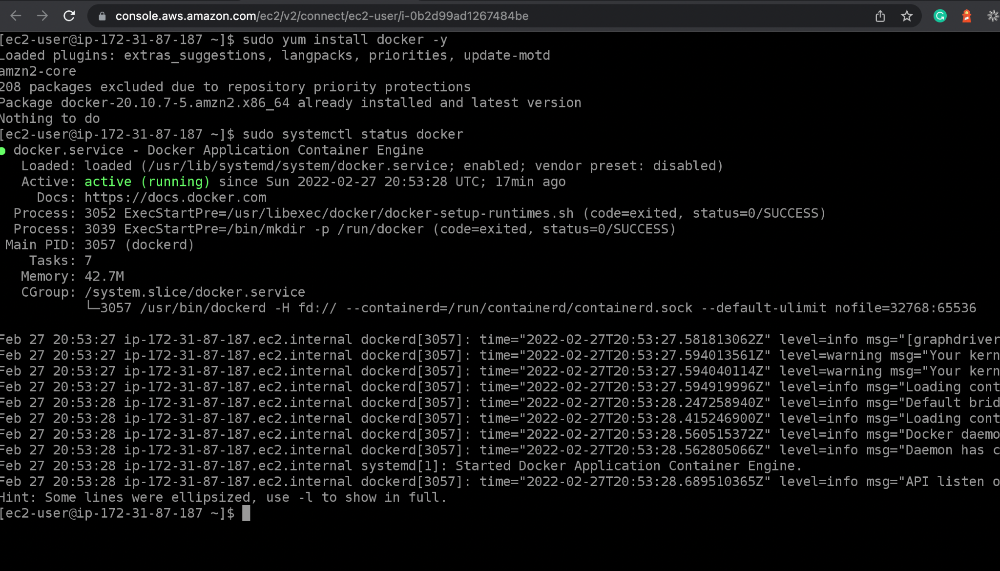 console.aws.amazon.com/ec2/v2/connect/ec2-user/i-0b2d99ad1267484be
[ec2-user@ip-172-31-87-187 ~]$ sudo yum install docker -y
Loaded plugins: extras_suggestions, langpacks, priorities, update-motd
amzn2-core
208 packages excluded due to repository priority protections
Package docker-20.10.7-5.amzn2.x86_64 already installed and latest version
Nothing to do
[ec2-user@ip-172-31-87-187 ~]$ sudo systemctl status docker
● docker.service - Docker Application Container Engine
Loaded: loaded (/usr/lib/systemd/system/docker.service; enabled; vendor preset: disabled)
Active: active (running) since Sun 2022-02-27 20:53:28 UTC; 17min ago
Docs: https://docs.docker.com
Process: 3052 ExecStartPre=/usr/libexec/docker/docker-setup-runtimes.sh (code=exited, status=0/SUCCESS)
Process: 3039 ExecStartPre=/bin/mkdir -p /run/docker (code=exited, status=0/SUCCESS)
Main PID: 3057 (dockerd)
Tasks: 7
Memory: 42.7M
CGroup: /system.slice/docker.service
└─3057 /usr/bin/dockerd -H fd:// --containerd=/run/containerd/containerd.sock --default-ulimit nofile=32768:65536
Feb 27 20:53:27 ip-172-31-87-187.ec2.internal dockerd[3057]: time="2022-02-27T20:53:27.581813062Z" level=info msg="[graphdriver
Feb 27 20:53:27 ip-172-31-87-187.ec2.internal dockerd[3057]: time="2022-02-27T20:53:27.594013561Z" level=warning msg="Your kern
Feb 27 20:53:27 ip-172-31-87-187.ec2.internal dockerd[3057]: time="2022-02-27T20:53:27.594040114Z" level=warning msg="Your kern
Feb 27 20:53:27 ip-172-31-87-187.ec2.internal dockerd[3057]: time="2022-02-27T20:53:27.594919996Z" level=info msg="Loading cont
Feb 27 20:53:28 ip-172-31-87-187.ec2.internal dockerd[3057]: time="2022-02-27T20:53:28.247258940Z" level=info msg="Default brid
Feb 27 20:53:28 ip-172-31-87-187.ec2.internal dockerd[3057]: time="2022-02-27T20:53:28.415246900Z" level=info msg="Loading cont
Feb 27 20:53:28 ip-172-31-87-187.ec2.internal dockerd[3057]: time="2022-02-27T20:53:28.560515372Z" level=info msg="Docker daemo
Feb 27 20:53:28 ip-172-31-87-187.ec2.internal dockerd[3057]: time="2022-02-27T20:53:28.562805066Z" level=info msg="Daemon has c
Feb 27 20:53:28 ip-172-31-87-187.ec2.internal systemd[1]: Started Docker Application Container Engine.
Feb 27 20:53:28 ip-172-31-87-187.ec2.internal dockerd[3057]: time="2022-02-27T20:53:28.689510365Z" level=info msg="API listen o
Hint: Some lines were ellipsized, use -l to show in full.
[ec2-user@ip-172-31-87-187 ~]$